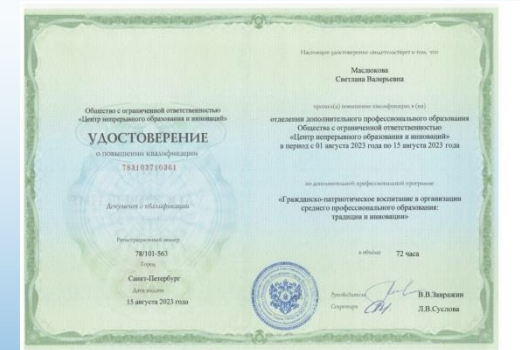 Общество с ограниченной ответственностью
«Центр непрерывного образования и инноваций»
УДОСТОВЕРЕНИЕ
о повышении квалификации
783103710361
Документ о квалификации
Регистрационный номер
78/101-563
Город
Санкт-Петербург
Дата выдачи
15 августа 2023 года
Настоящее удостоверение свидетельствует о том, что
Маслюкова
Светлана Валерьевна
прошел(а) повышение квалификации в (на)
отделения дополнительного профессионального образования
Общества с ограниченной ответственностью
«Центр непрерывного образования и инноваций»
в период с 01 августа 2023 года по 15 августа 2023 года
по дополнительной профессиональной программе
«Гражданско-патриотическое воспитание в организации
среднего профессионального образования:
традиции и инновации»
в объёме 72 часа
Руководитель В.В.Завражин
Секретарь Л.В.Суслова